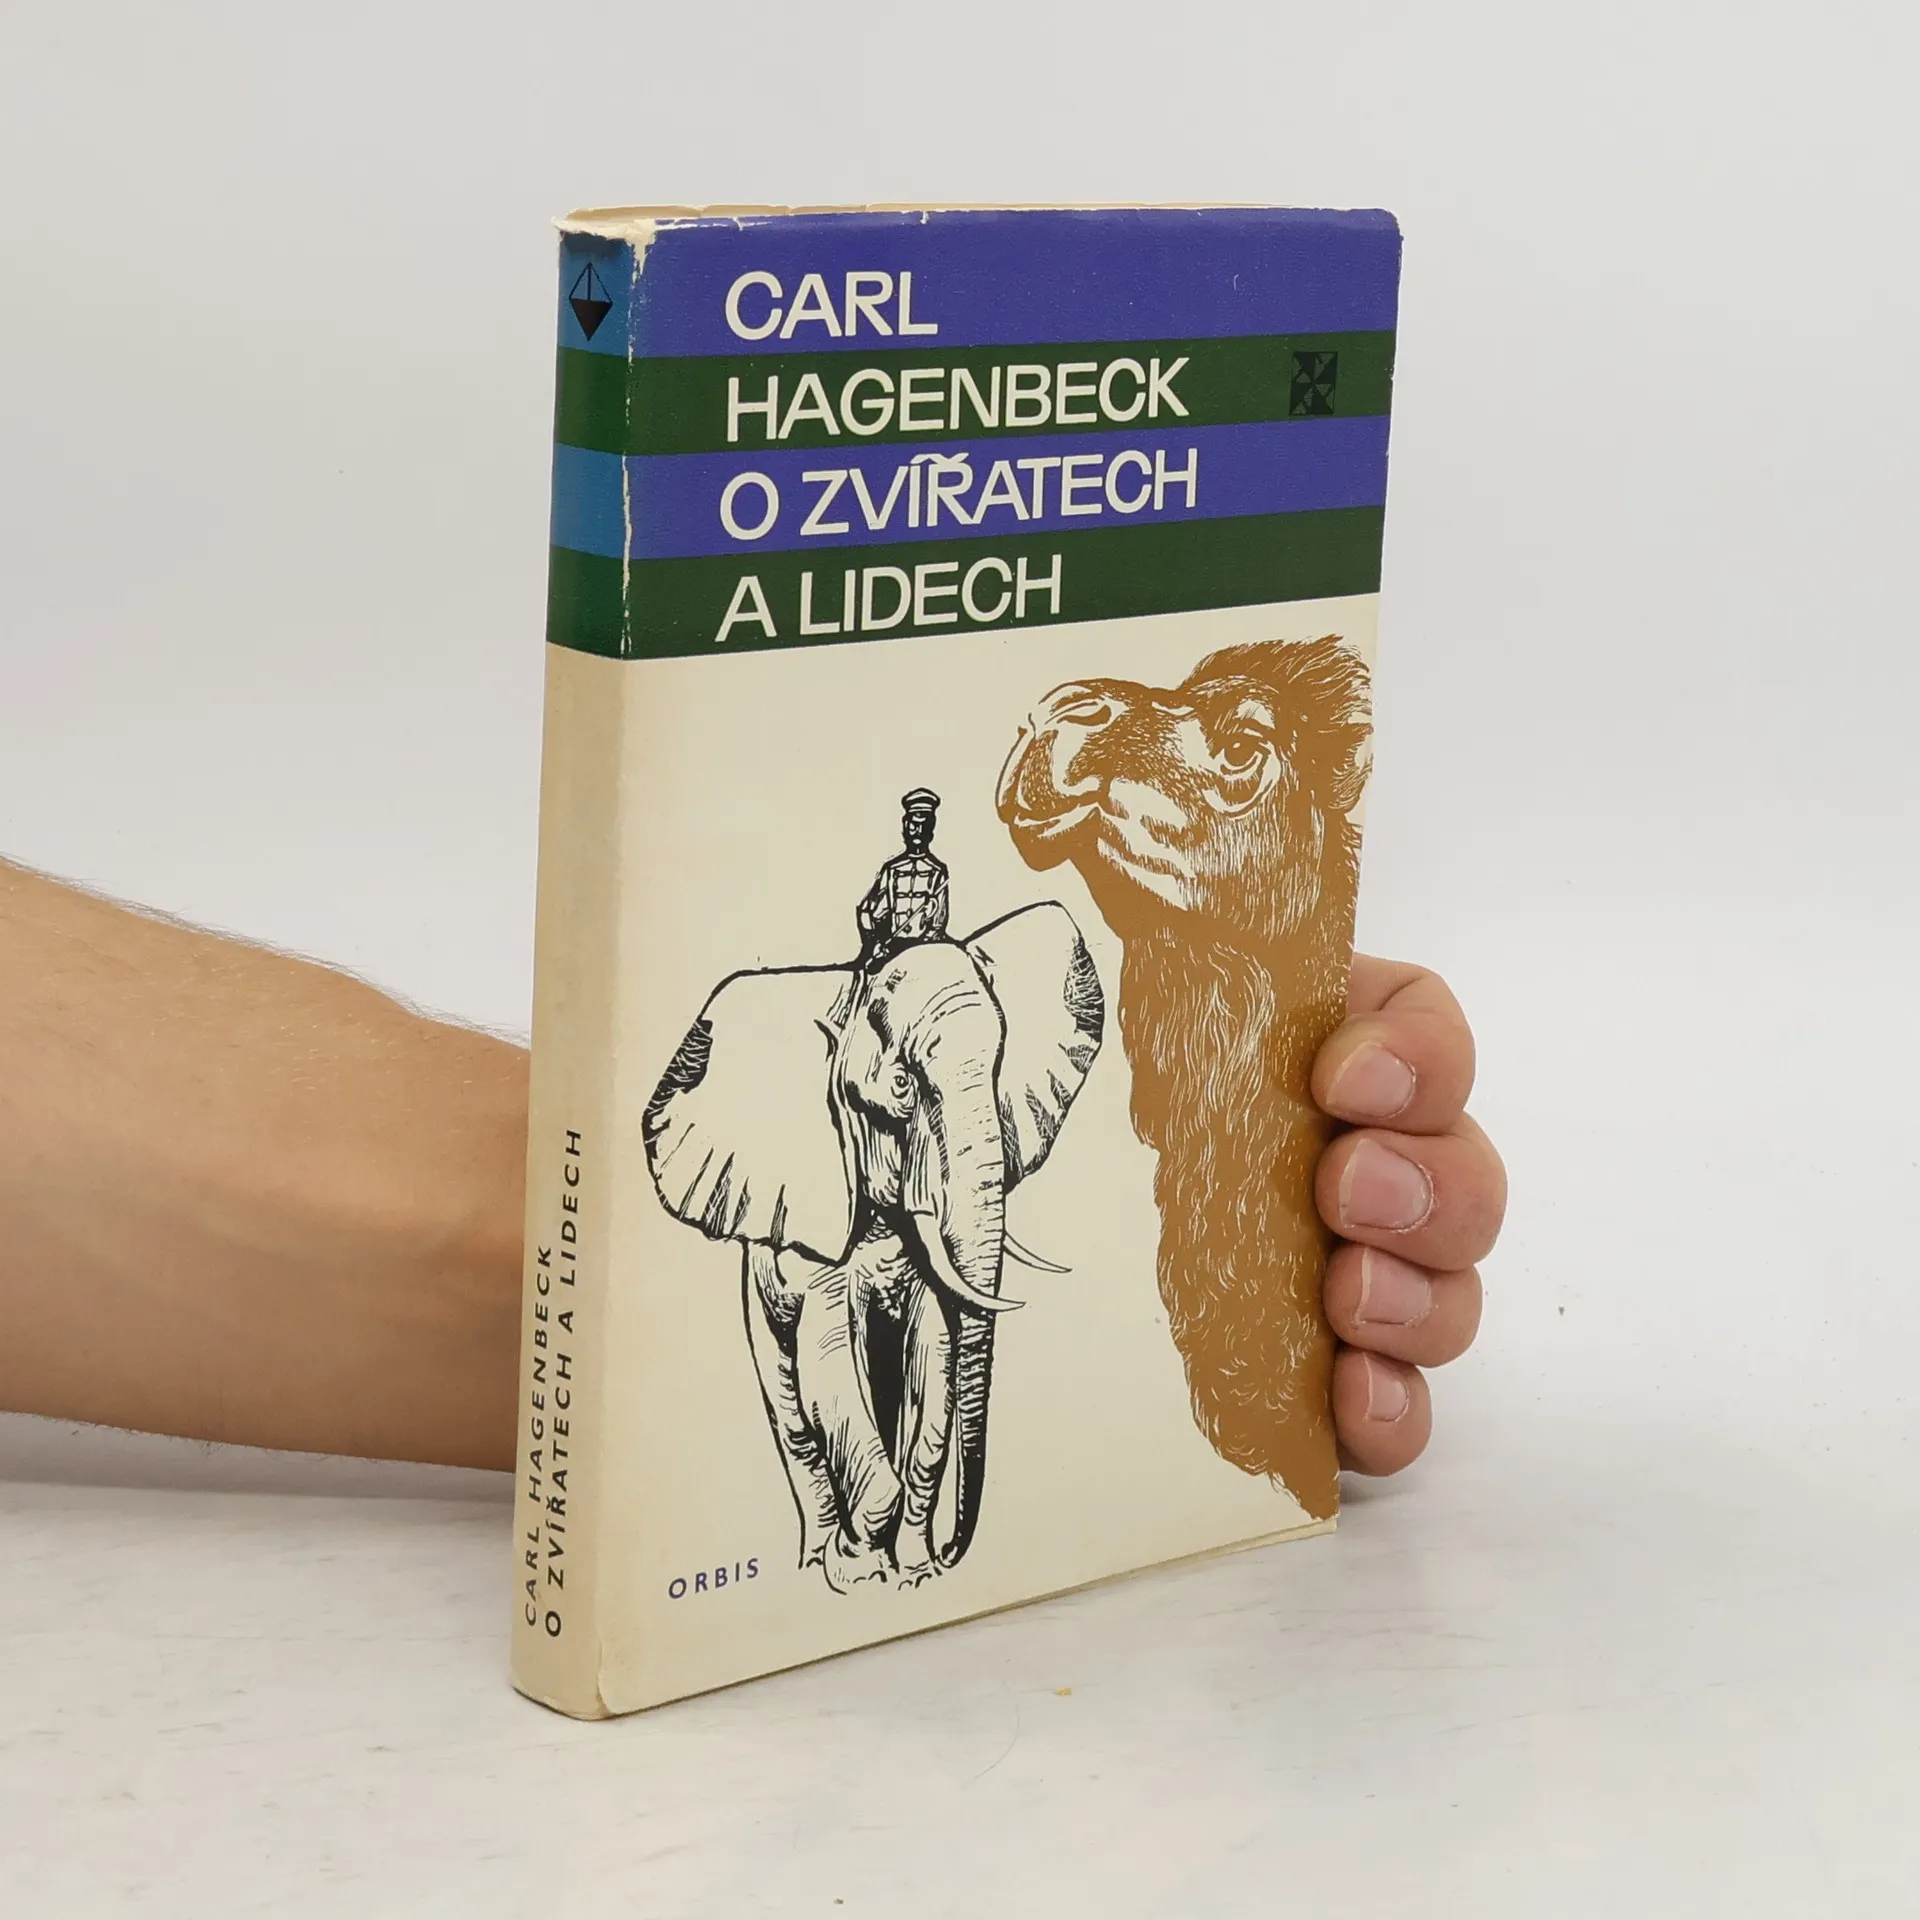 CARL
HAGENBECK
O ZVÍŘATECH
A LIDECH
ORBIS
CARL HAGENBECK
O ZVÍŘATECH A LIDECH